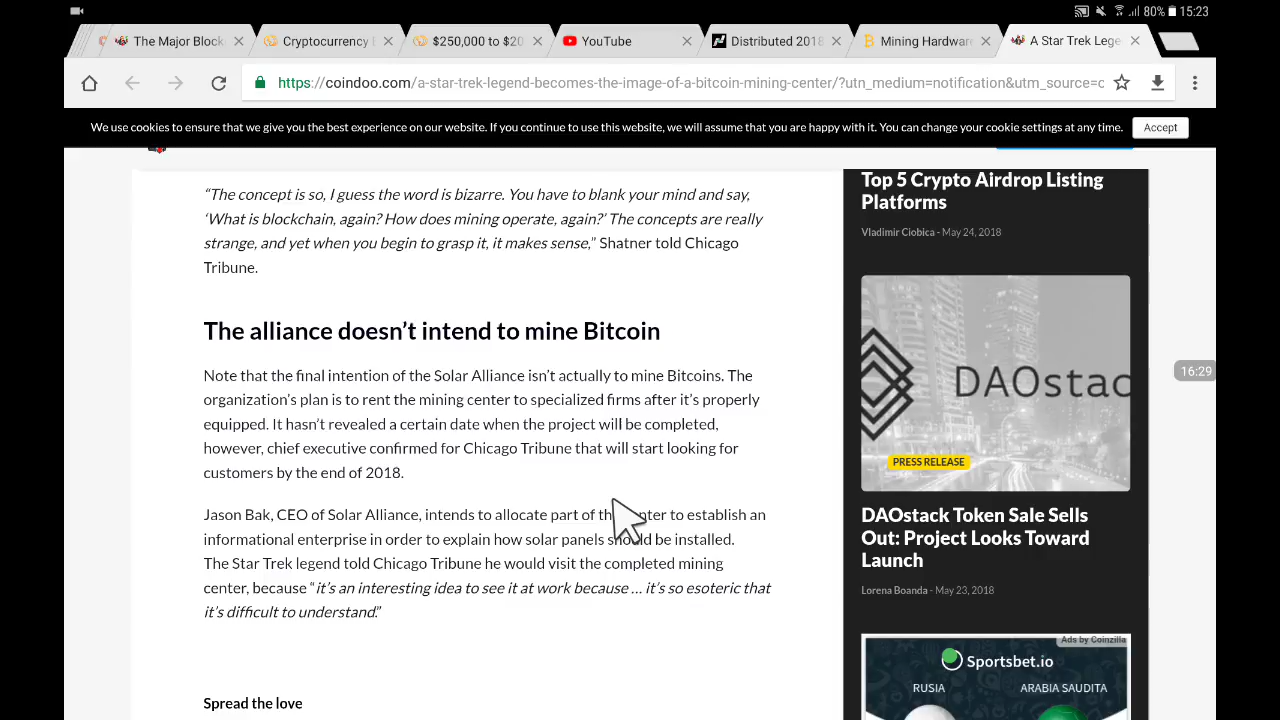 80% 15:23
The Major Block
Cryptocurrency
$250,000 to $20
YouTube
Distributed 2018
Mining Hardware
A Star Trek Lege
https://coindoo.com/a-star-trek-legend-becomes-the-image-of-a-bitcoin-mining-center/?utn_medium=notification&utm_source=c
We use cookies to ensure that we give you the best experience on our website. If you continue to use this website, we will assume that you are happy with it. You can change your cookie settings at any time.
Accept
“The concept is so, I guess the word is bizarre. You have to blank your mind and say,
‘What is blockchain, again? How does mining operate, again?’ The concepts are really
strange, and yet when you begin to grasp it, it makes sense,” Shatner told Chicago
Tribune.
The alliance doesn’t intend to mine Bitcoin
Note that the final intention of the Solar Alliance isn’t actually to mine Bitcoins. The
organization’s plan is to rent the mining center to specialized firms after it’s properly
equipped. It hasn’t revealed a certain date when the project will be completed,
however, chief executive confirmed for Chicago Tribune that will start looking for
customers by the end of 2018.
Jason Bak, CEO of Solar Alliance, intends to allocate part of the center to establish an
informational enterprise in order to explain how solar panels should be installed.
The Star Trek legend told Chicago Tribune he would visit the completed mining
center, because “it’s an interesting idea to see it at work because … it’s so esoteric that
it’s difficult to understand.”
Spread the love
Top 5 Crypto Airdrop Listing
Platforms
Vladimir Ciobica - May 24, 2018
DAOstac
PRESS RELEASE
DAOstack Token Sale Sells
Out: Project Looks Toward
Launch
Lorena Boanda - May 23, 2018
Ads by Coinzilla
Sportsbet.io
RUSIA
ARABIA SAUDITA
16:29